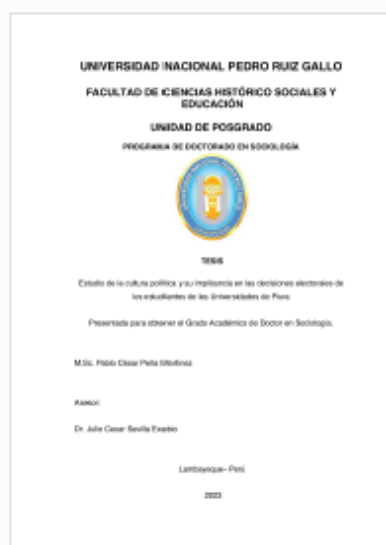 UNIVERSIDAD NACIONAL PEDRO RUIZ GALLO
FACULTAD DE CIENCIAS HISTÓRICO SOCIALES Y
EDUCACIÓN
UNIDAD DE POSGRADO
PROGRAMA DE DOCTORADO EN SOCIOLOGÍA
TESIS
Estudio de la cultura política y su implicancia en las decisiones electorales de
los estudiantes de las Universidades de Piura
Presentada para obtener el Grado Académico de Doctor en Sociología.
M.Sc. Pablo César Peña
Asesor:
Dr. Julio Cesar Sevilla Exebio
Lambayeque– Perú
2023